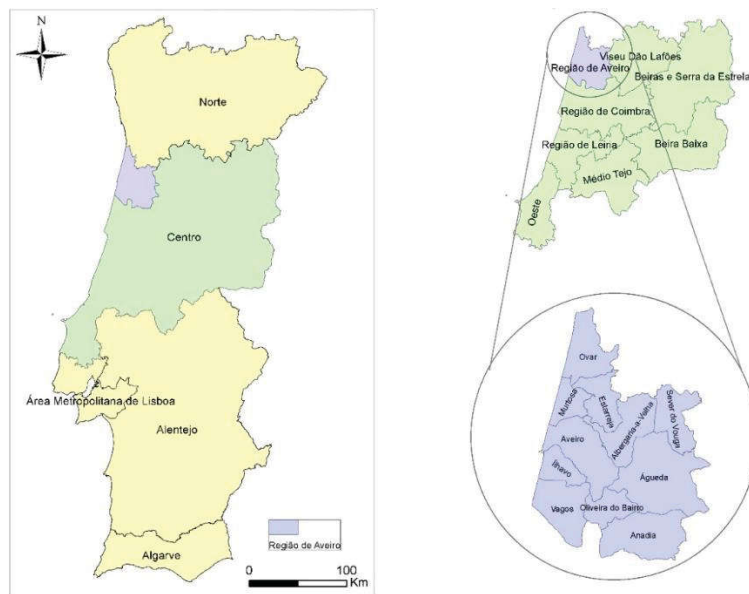 N
Norte
Centro
Área Metropolitana de Lisboa
Alentejo
Algarve
Região de Aveiro
0 100
Km
Viseu Dão Lafões
Região de Aveiro
Beiras e Serra da Estrela
Região de Coimbra
Região de Leiria
Beira Baixa
Médio Tejo
Oeste
Ovar
Murtosa
Estarreja
Albergaria-a-Velha
Sever do Vouga
Aveiro
Ílhavo
Águeda
Vagos
Oliveira do Bairro
Anadia